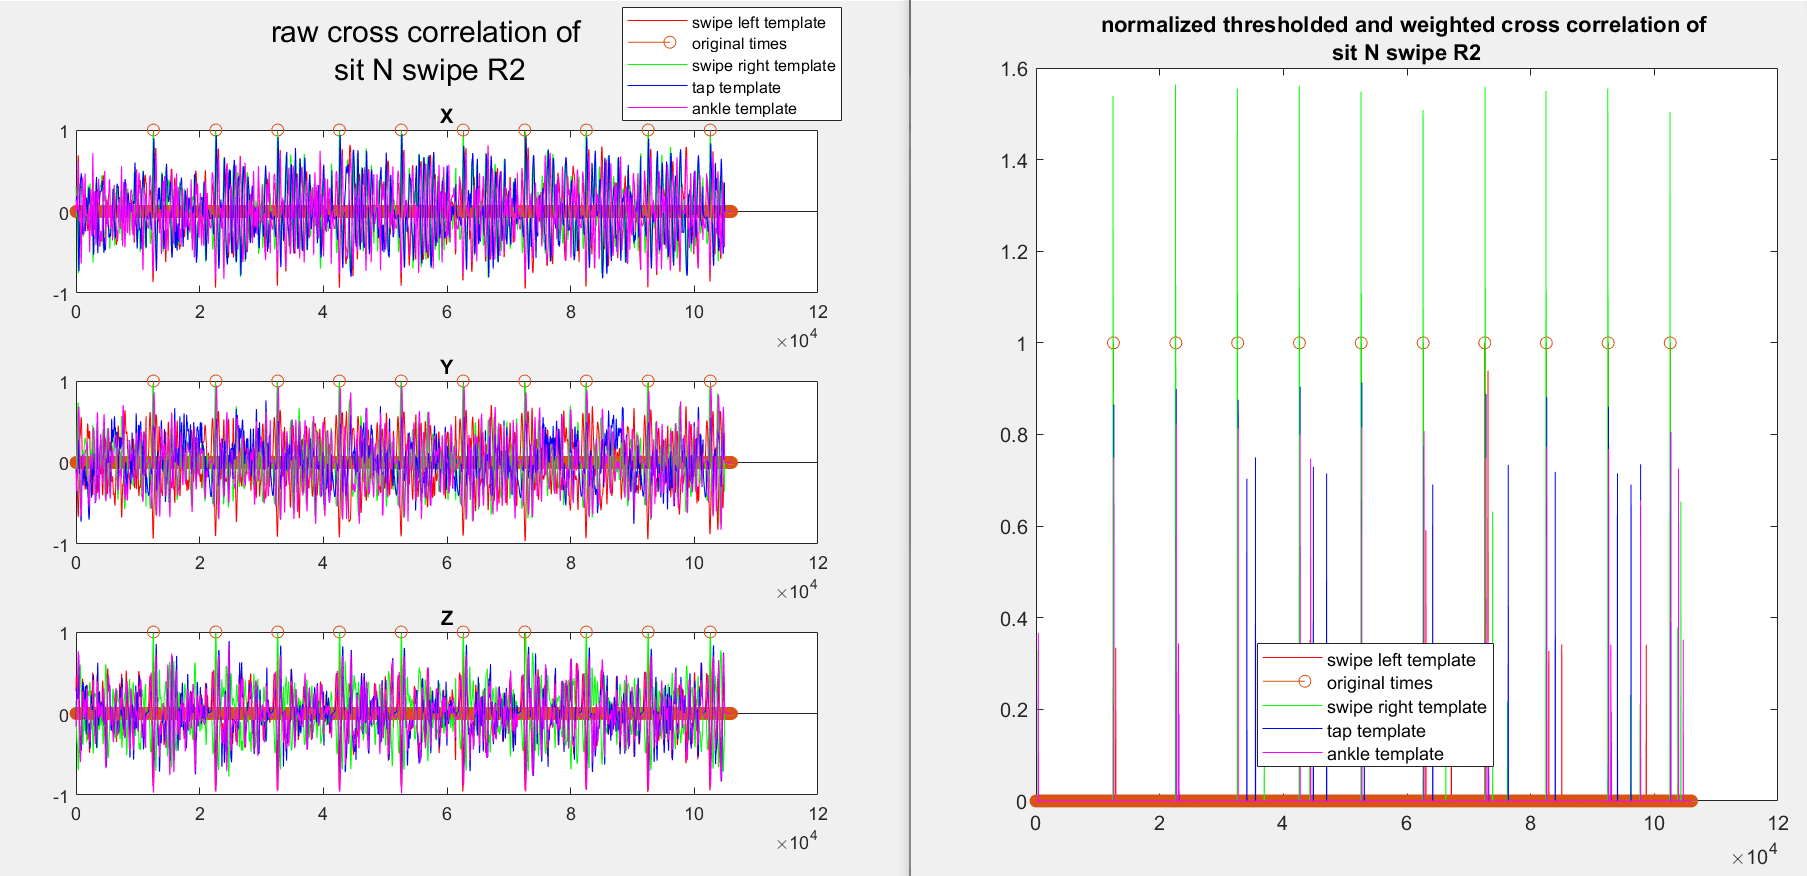 raw cross correlation of
sit N swipe R2
swipe left template
original times
swipe right template
tap template
ankle template
X
1
0
-1
0 2 4 6 8 10 12
×10^4
Y
1
0
-1
0 2 4 6 8 10 12
×10^4
Z
1
0
-1
0 2 4 6 8 10 12
×10^4
normalized thresholded and weighted cross correlation of
sit N swipe R2
1.6
1.4
1.2
1
0.8
0.6
0.4
0.2
0
swipe left template
original times
swipe right template
tap template
ankle template
0 2 4 6 8 10 12
×10^4